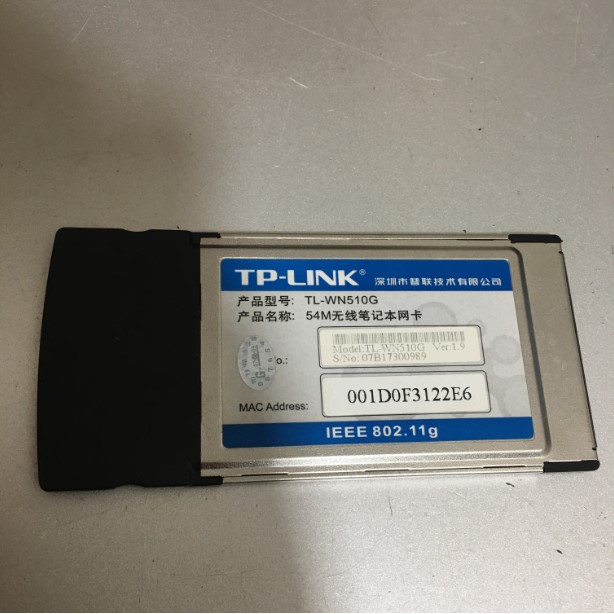 TP-LINK® 深圳市普联技术有限公司
产品型号: TL-WN510G
产品名称: 54M无线笔记本网卡
o.:
Model:TL-WN510G Ver:1.9
S/No: 07B17300989
MAC Address: 001D0F3122E6
IEEE 802.11g